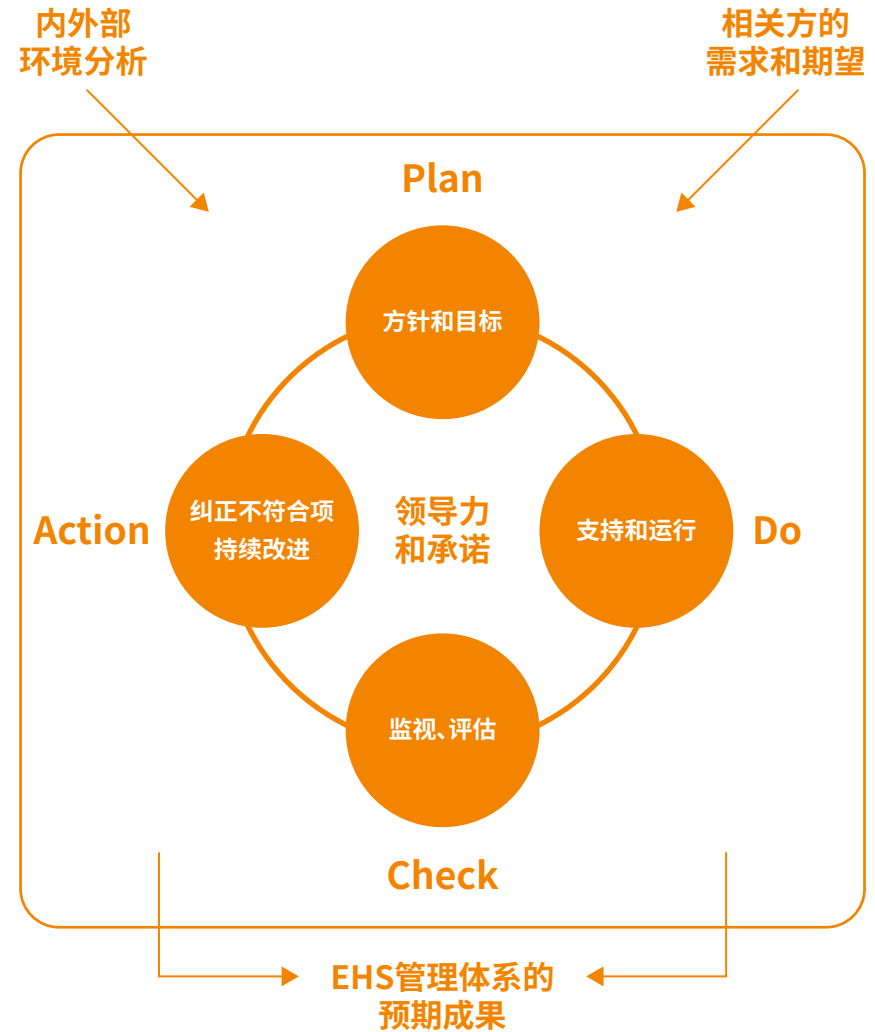 内外部
环境分析
相关方的
需求和期望
Plan
方针和目标
Action
纠正不符合项
持续改进
领导力
和承诺
支持和运行
Do
监视、评估
Check
EHS管理体系的
预期成果